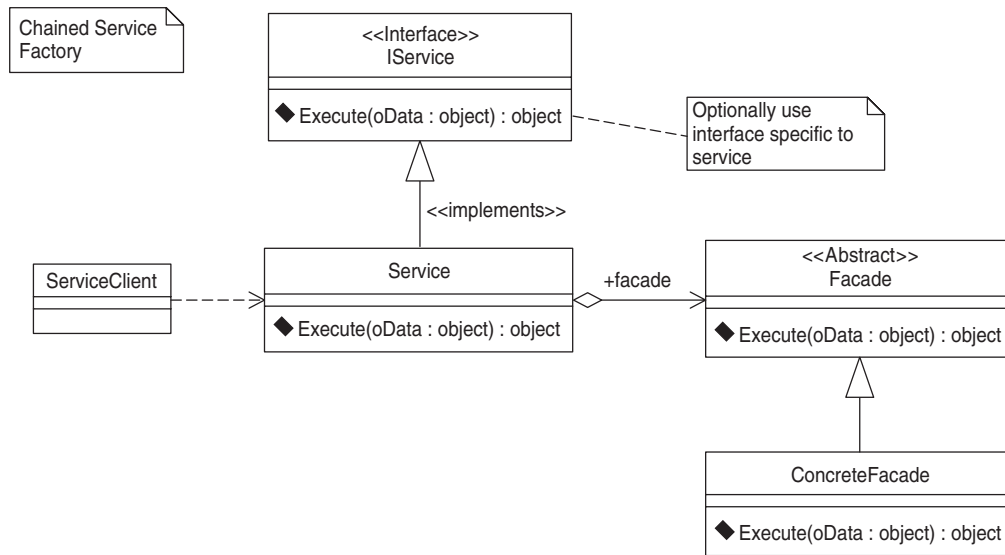 Chained Service
Factory
<<Interface>>
IService
Execute(oData : object) : object
Optionally use
interface specific to
service
<<implements>>
ServiceClient
Service
Execute(oData : object) : object
+facade
<<Abstract>>
Facade
Execute(oData : object) : object
ConcreteFacade
Execute(oData : object) : object